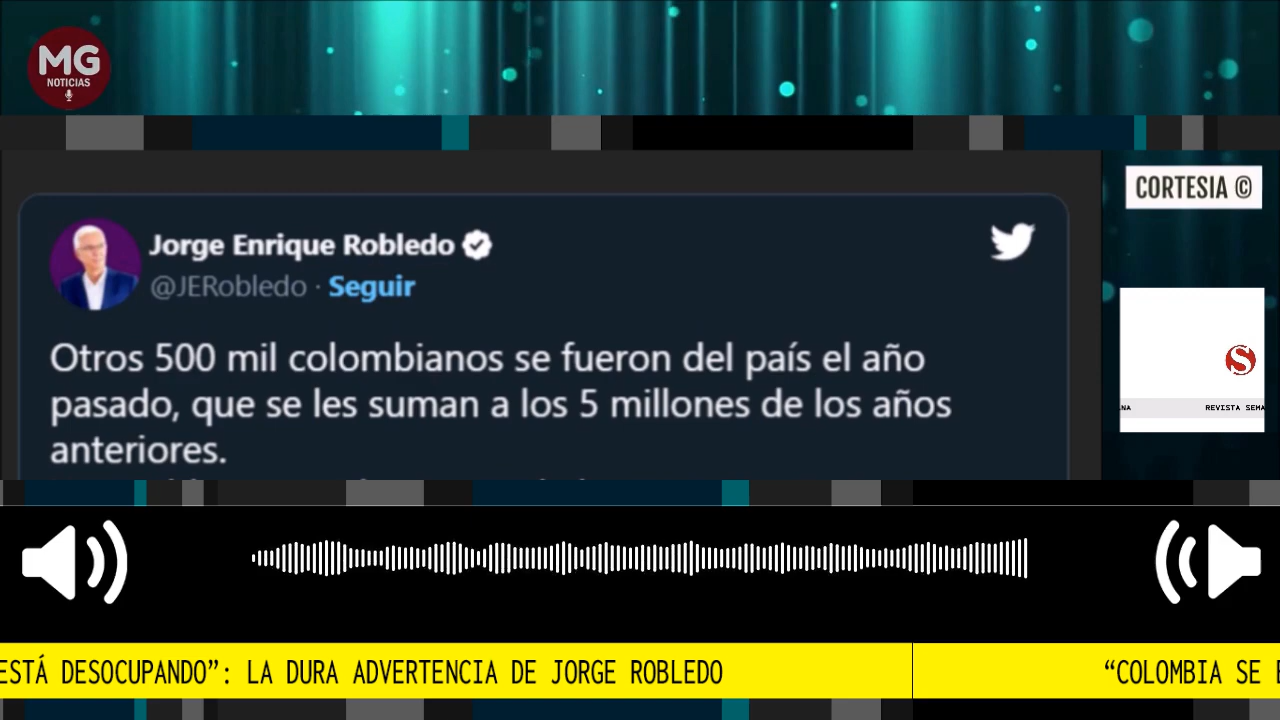 MG
NOTICIAS
CORTESIA ©
Jorge Enrique Robledo
@JERobledo · Seguir
Otros 500 mil colombianos se fueron del país el año
pasado, que se les suman a los 5 millones de los años
anteriores.
S
NA REVISTA SEMA
ESTÁ DESOCUPANDO”: LA DURA ADVERTENCIA DE JORGE ROBLEDO “COLOMBIA SE E